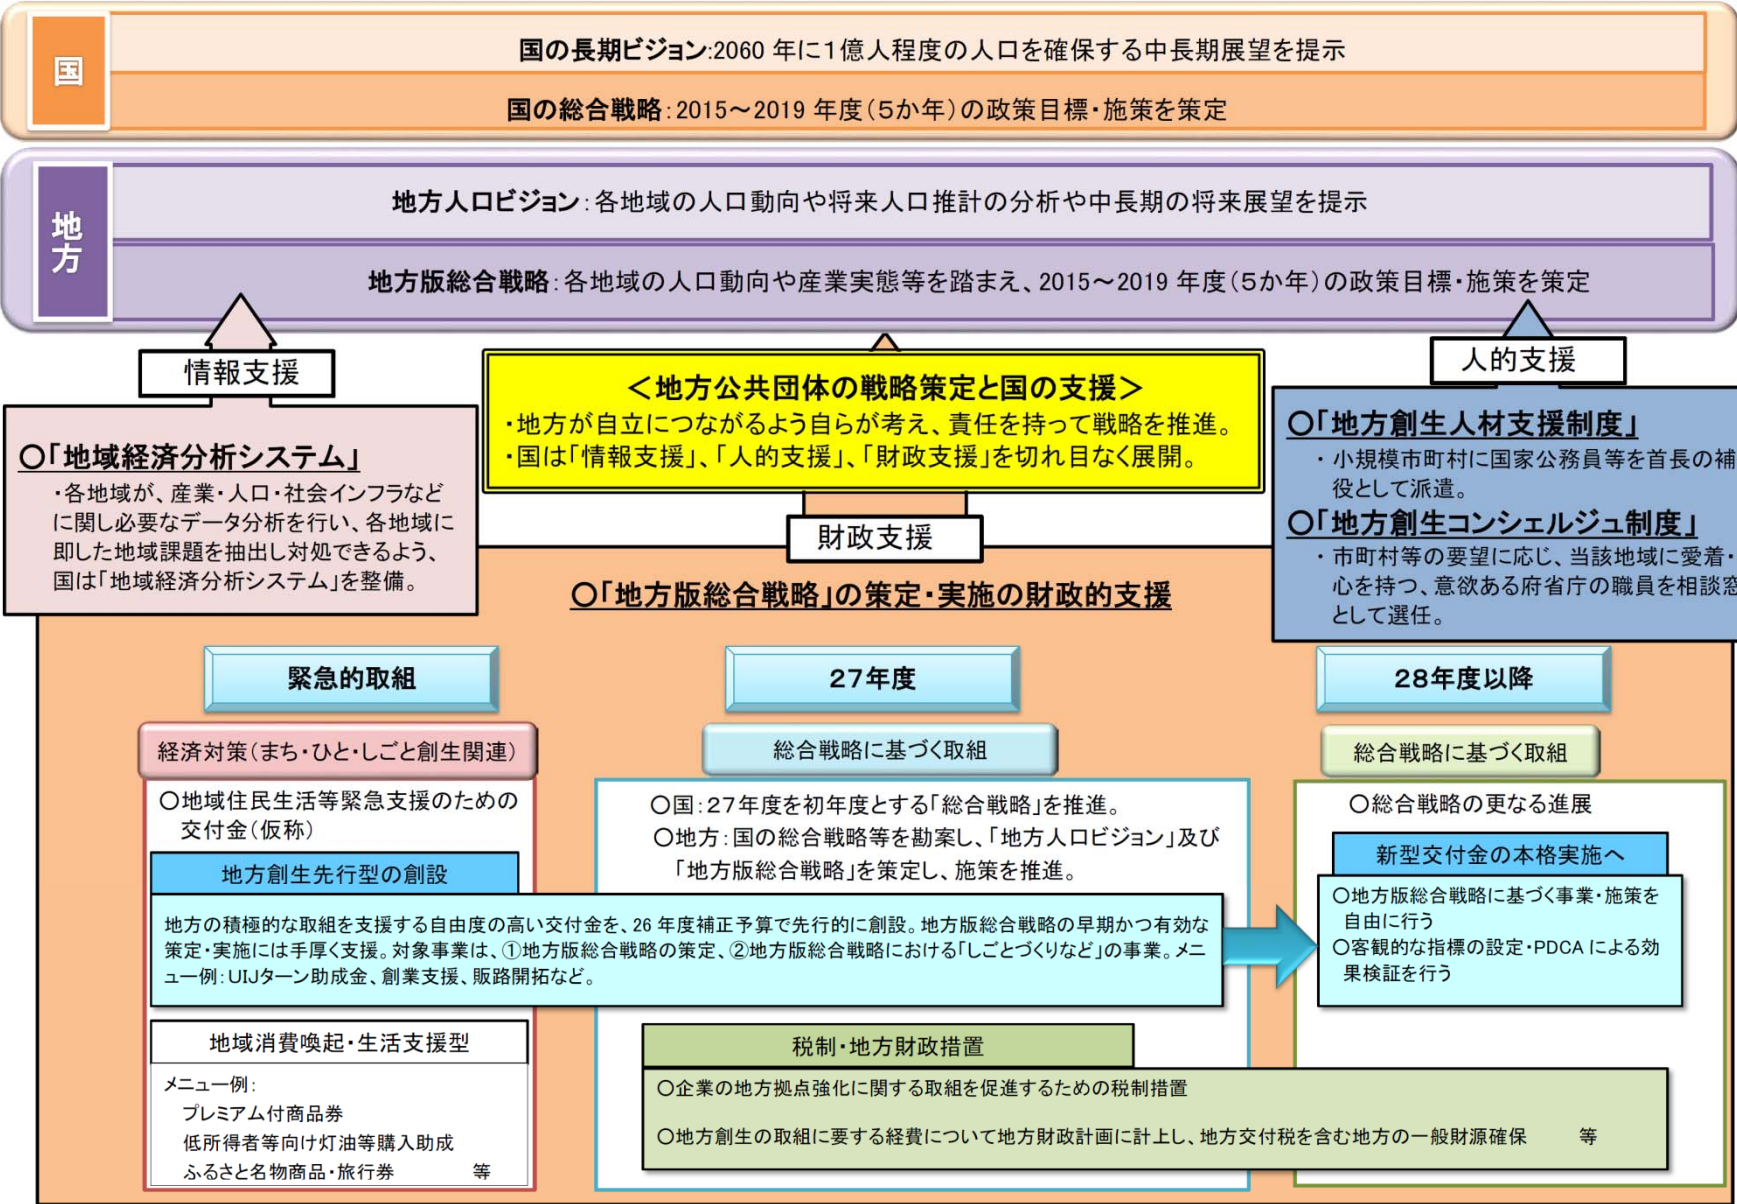 国
国の長期ビジョン:2060 年に1億人程度の人口を確保する中長期展望を提示
国の総合戦略:2015～2019 年度(5か年)の政策目標・施策を策定
地方
地方人口ビジョン:各地域の人口動向や将来人口推計の分析や中長期の将来展望を提示
地方版総合戦略:各地域の人口動向や産業実態等を踏まえ、2015～2019 年度(5か年)の政策目標・施策を策定
情報支援
○「地域経済分析システム」
・各地域が、産業・人口・社会インフラなど
に関し必要なデータ分析を行い、各地域に
即した地域課題を抽出し対処できるよう、
国は「地域経済分析システム」を整備。
＜地方公共団体の戦略策定と国の支援＞
・地方が自立につながるよう自らが考え、責任を持って戦略を推進。
・国は「情報支援」、「人的支援」、「財政支援」を切れ目なく展開。
人的支援
○「地方創生人材支援制度」
・小規模市町村に国家公務員等を首長の補
役として派遣。
○「地方創生コンシェルジュ制度」
・市町村等の要望に応じ、当該地域に愛着・
心を持つ、意欲ある府省庁の職員を相談窓
として選任。
財政支援
○「地方版総合戦略」の策定・実施の財政的支援
緊急的取組
経済対策(まち・ひと・しごと創生関連)
○地域住民生活等緊急支援のための
交付金(仮称)
地方創生先行型の創設
地方の積極的な取組を支援する自由度の高い交付金を、26 年度補正予算で先行的に創設。地方版総合戦略の早期かつ有効な
策定・実施には手厚く支援。対象事業は、①地方版総合戦略の策定、②地方版総合戦略における「しごとづくりなど」の事業。メニ
ュー例:UIJターン助成金、創業支援、販路開拓など。
地域消費喚起・生活支援型
メニュー例:
プレミアム付商品券
低所得者等向け灯油等購入助成
ふるさと名物商品・旅行券 等
27年度
総合戦略に基づく取組
○国:27年度を初年度とする「総合戦略」を推進。
○地方:国の総合戦略等を勘案し、「地方人口ビジョン」及び
「地方版総合戦略」を策定し、施策を推進。
税制・地方財政措置
○企業の地方拠点強化に関する取組を促進するための税制措置
○地方創生の取組に要する経費について地方財政計画に計上し、地方交付税を含む地方の一般財源確保 等
28年度以降
総合戦略に基づく取組
○総合戦略の更なる進展
新型交付金の本格実施へ
○地方版総合戦略に基づく事業・施策を
自由に行う
○客観的な指標の設定・PDCA による効
果検証を行う